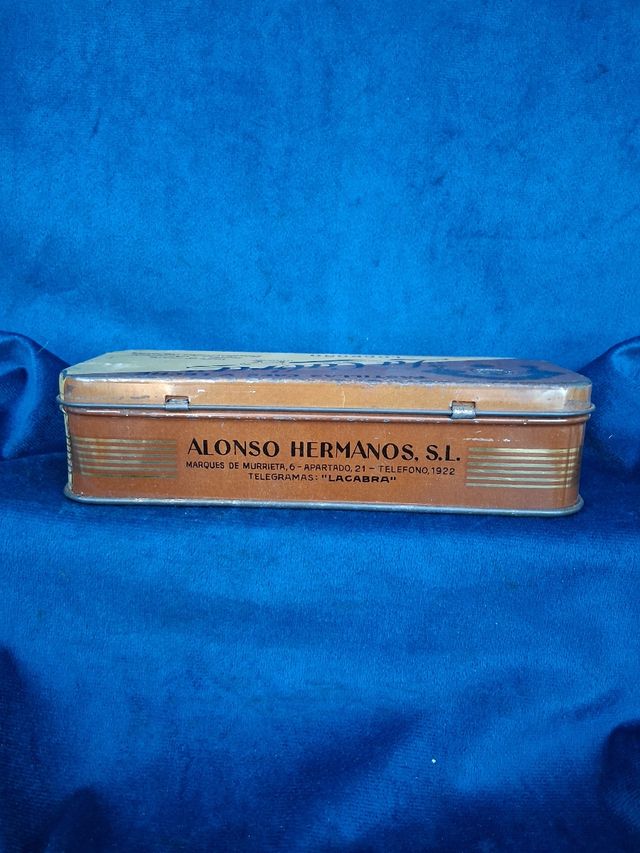 ALONSO HERMANOS, S.L.
MARQUES DE MURRIETA, 6 - APARTADO, 21 - TELEFONO, 1922
TELEGRAMAS: "LACABRA"